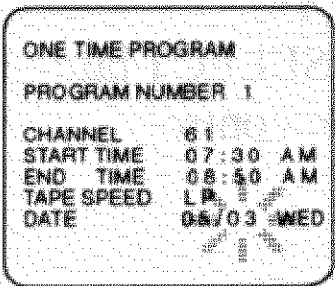 ONE TIME PROGRAM
PROGRAM NUMBER 1
CHANNEL 61
START TIME 07:30 AM
END TIME 08:50 AM
TAPE SPEED LP
DATE 05/03 WED